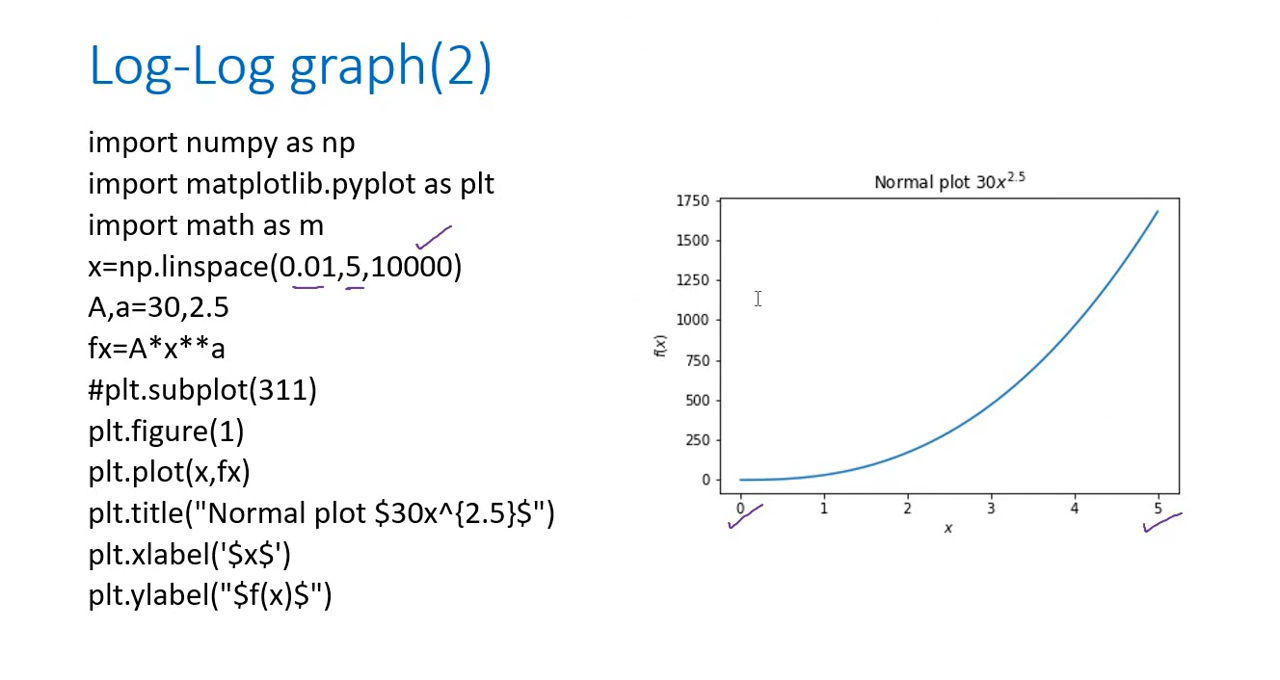 Log-Log graph(2)
import numpy as np
import matplotlib.pyplot as plt
import math as m
x=np.linspace(0.01,5,10000)
A,a=30,2.5
fx=A*x**a
#plt.subplot(311)
plt.figure(1)
plt.plot(x,fx)
plt.title("Normal plot $30x^{2.5}$")
plt.xlabel('$x$')
plt.ylabel("$f(x)$")
Normal plot 30x^2.5
1750
1500
1250
1000
750
500
250
0
f(x)
0 1 2 3 4 5
x